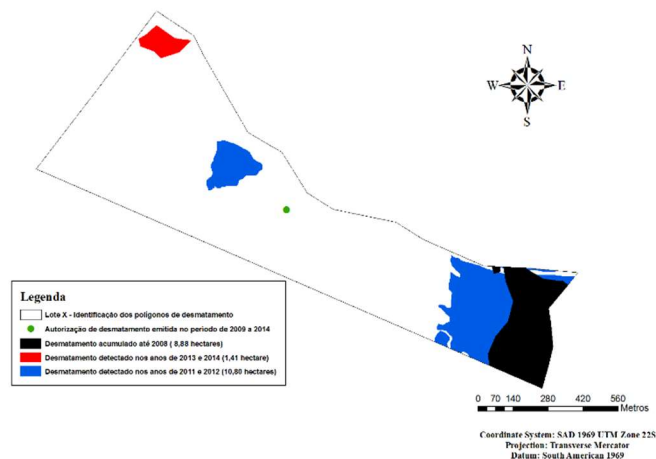 N
W E
S
Legenda
Lote X - Identificação dos polígonos de desmatamento
Autorização de desmatamento emitida no período de 2009 a 2014
Desmatamento acumulado até 2008 ( 8,88 hectares)
Desmatamento detectado nos anos de 2013 e 2014 (1,41 hectare)
Desmatamento detectado nos anos de 2011 e 2012 (10,80 hectares)
0 70 140 280 420 560
Metros
Coordinate System: SAD 1969 UTM Zone 22S
Projection: Transverse Mercator
Datum: South American 1969